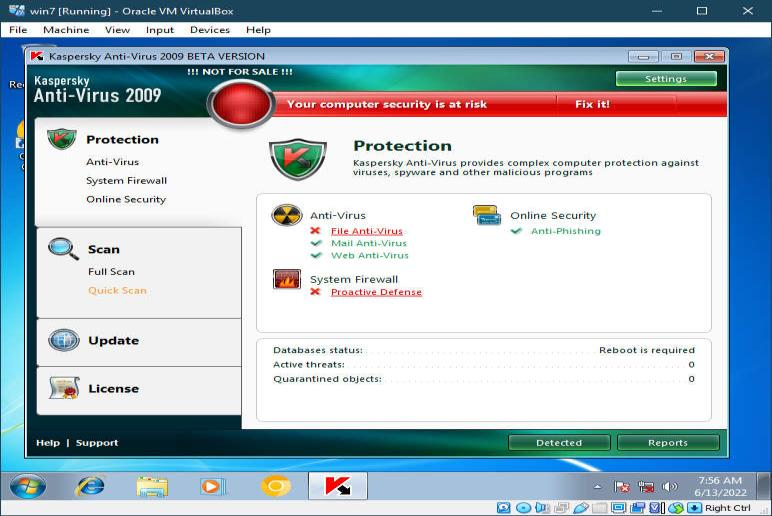 win7 [Running] - Oracle VM VirtualBox
File Machine View Input Devices Help
Kaspersky Anti-Virus 2009 BETA VERSION
!!! NOT FOR SALE !!!
Kaspersky
Anti-Virus 2009
Settings
Your computer security is at risk
Fix it!
Protection
Anti-Virus
System Firewall
Online Security
Scan
Full Scan
Quick Scan
Update
License
Protection
Kaspersky Anti-Virus provides complex computer protection against
viruses, spyware and other malicious programs
Anti-Virus
File Anti-Virus
Mail Anti-Virus
Web Anti-Virus
System Firewall
Proactive Defense
Online Security
Anti-Phishing
Databases status: Reboot is required
Active threats: 0
Quarantined objects: 0
Help | Support
Detected
Reports
7:56 AM
6/13/2022
Right Ctrl